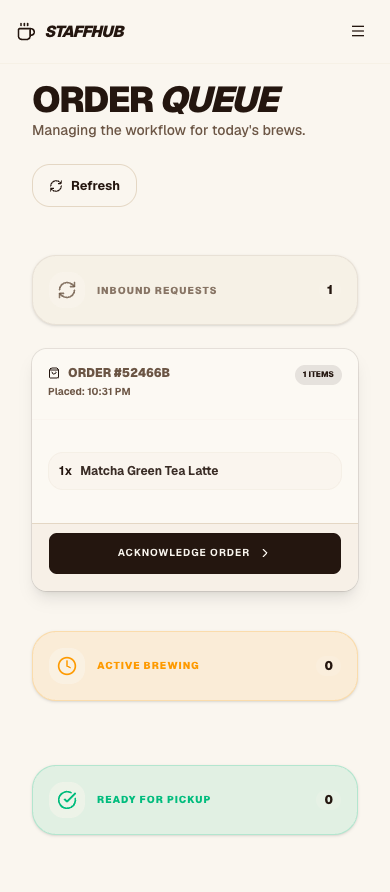 STAFFHUB
ORDER QUEUE
Managing the workflow for today's brews.
Refresh
INBOUND REQUESTS 1
ORDER #52466B 1 ITEMS
Placed: 10:31 PM
1x Matcha Green Tea Latte
ACKNOWLEDGE ORDER
ACTIVE BREWING 0
READY FOR PICKUP 0